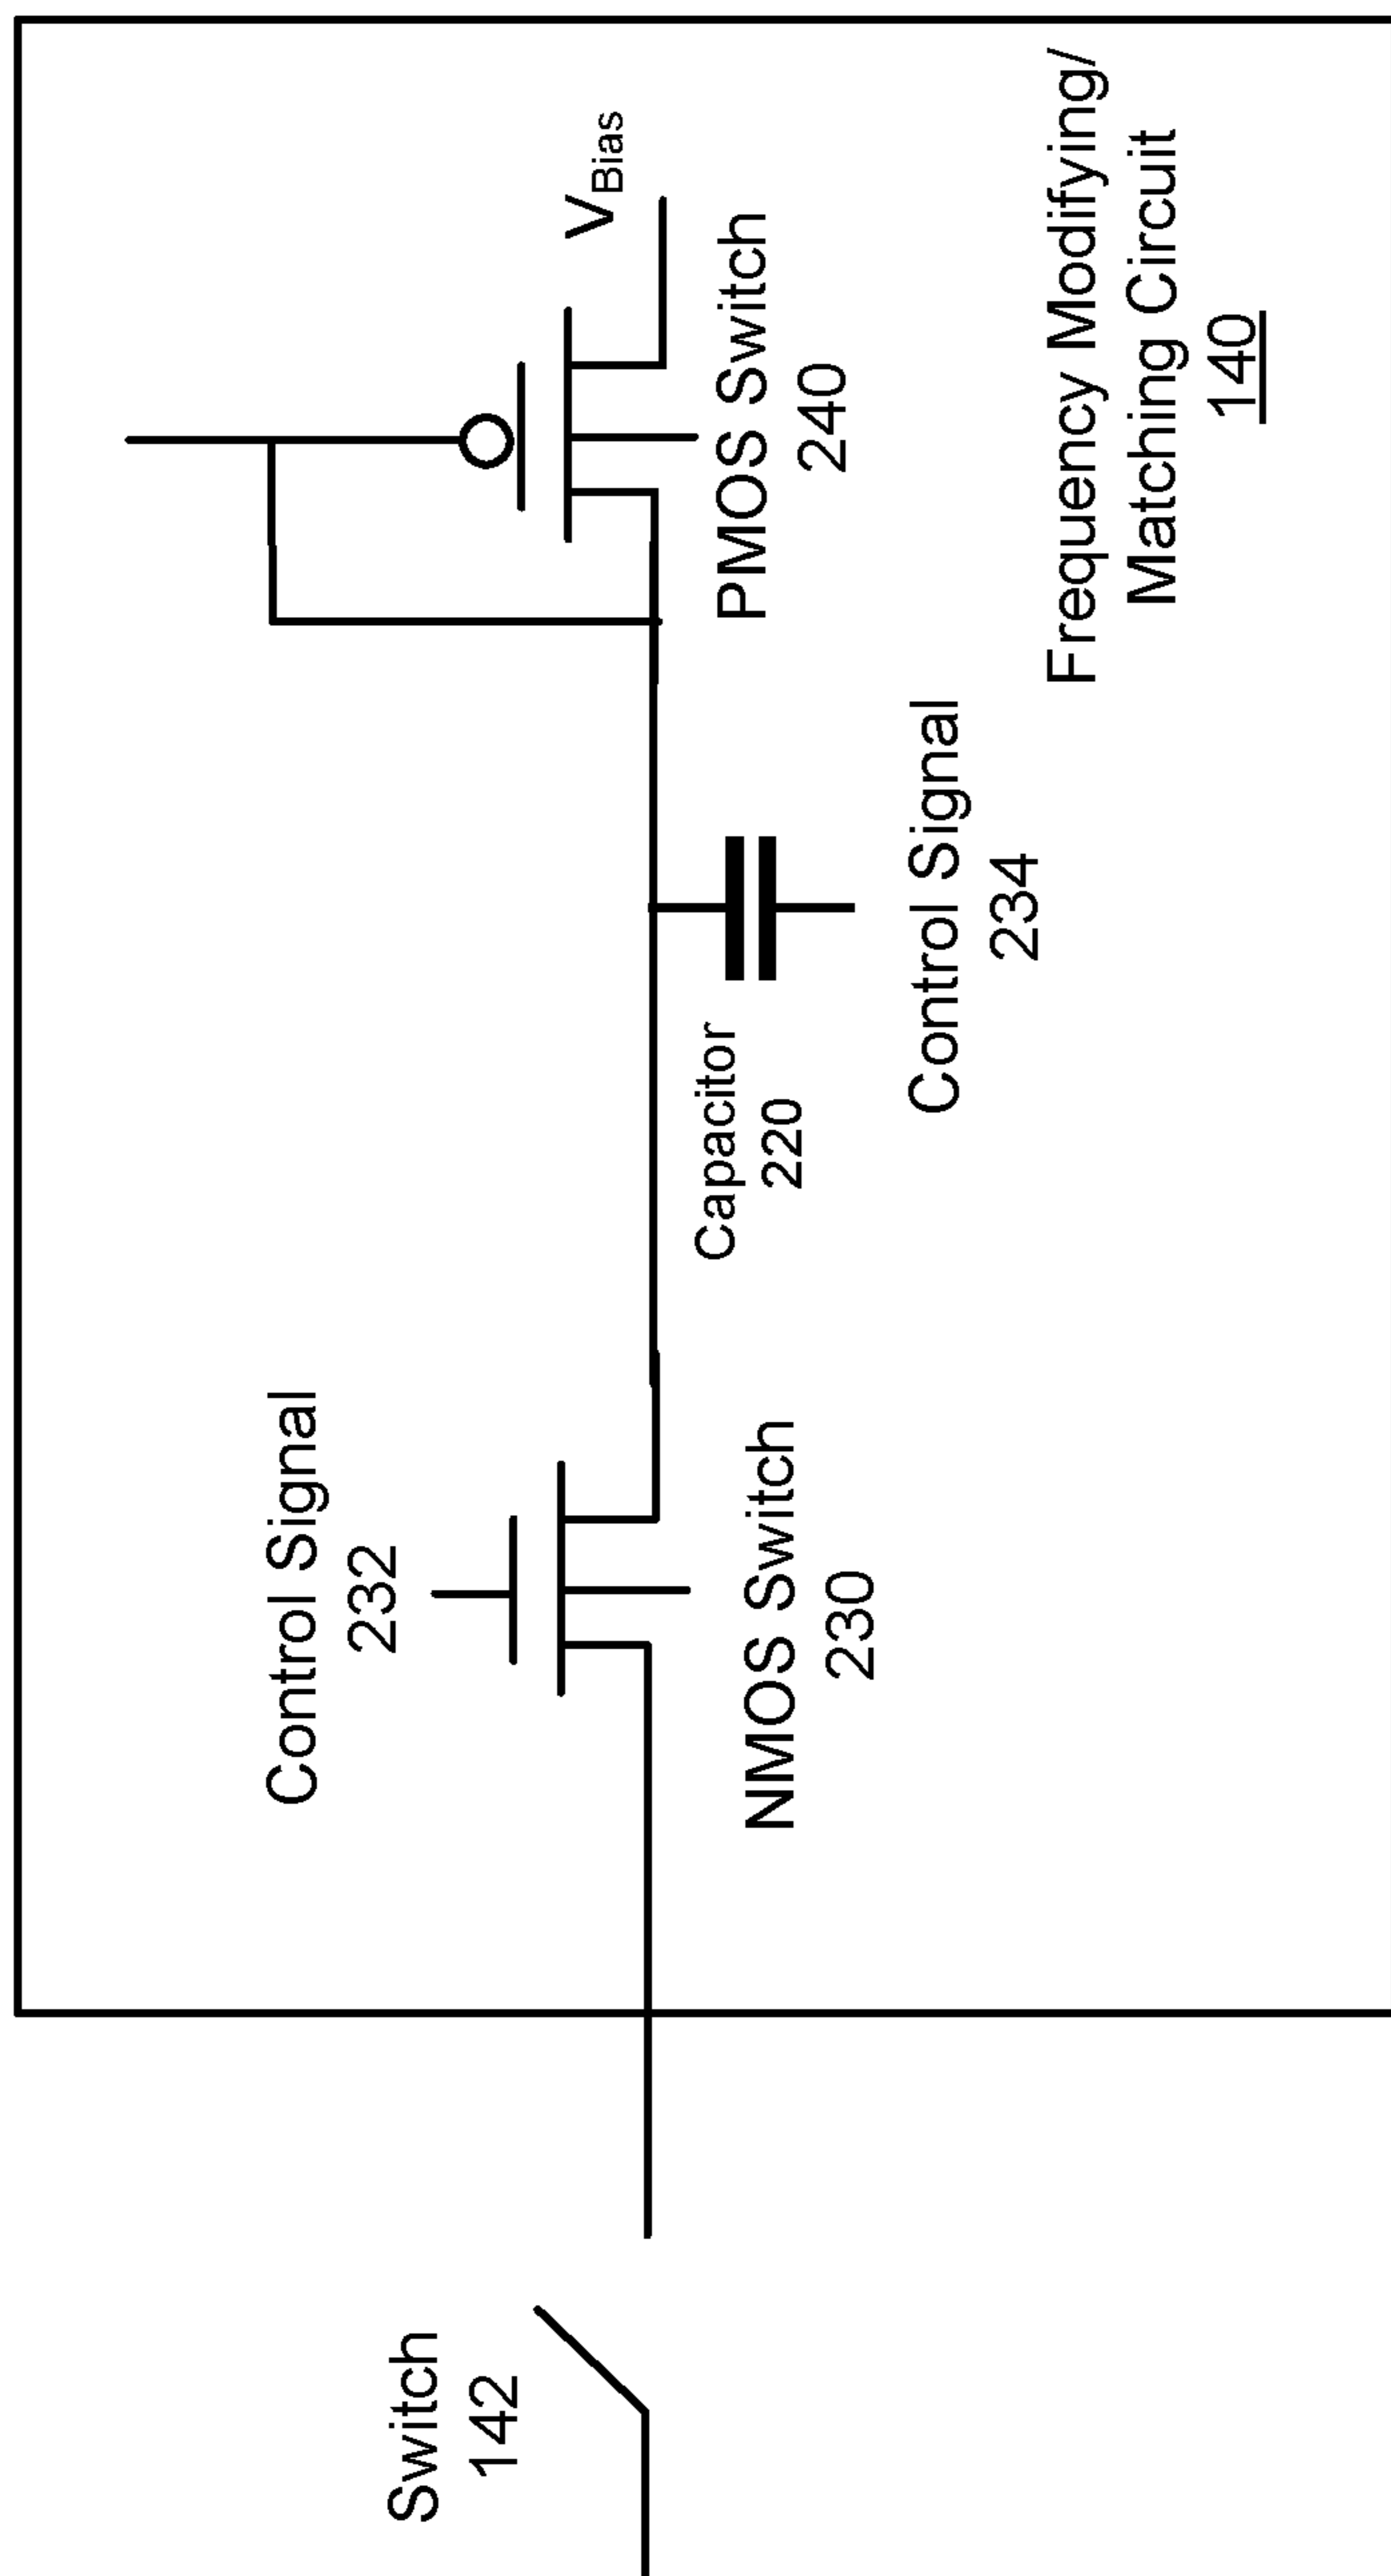 Switch
142
Control Signal
232
NMOS Switch
230
Capacitor
220
Control Signal
234
VBias
PMOS Switch
240
Frequency Modifying/
Matching Circuit
140